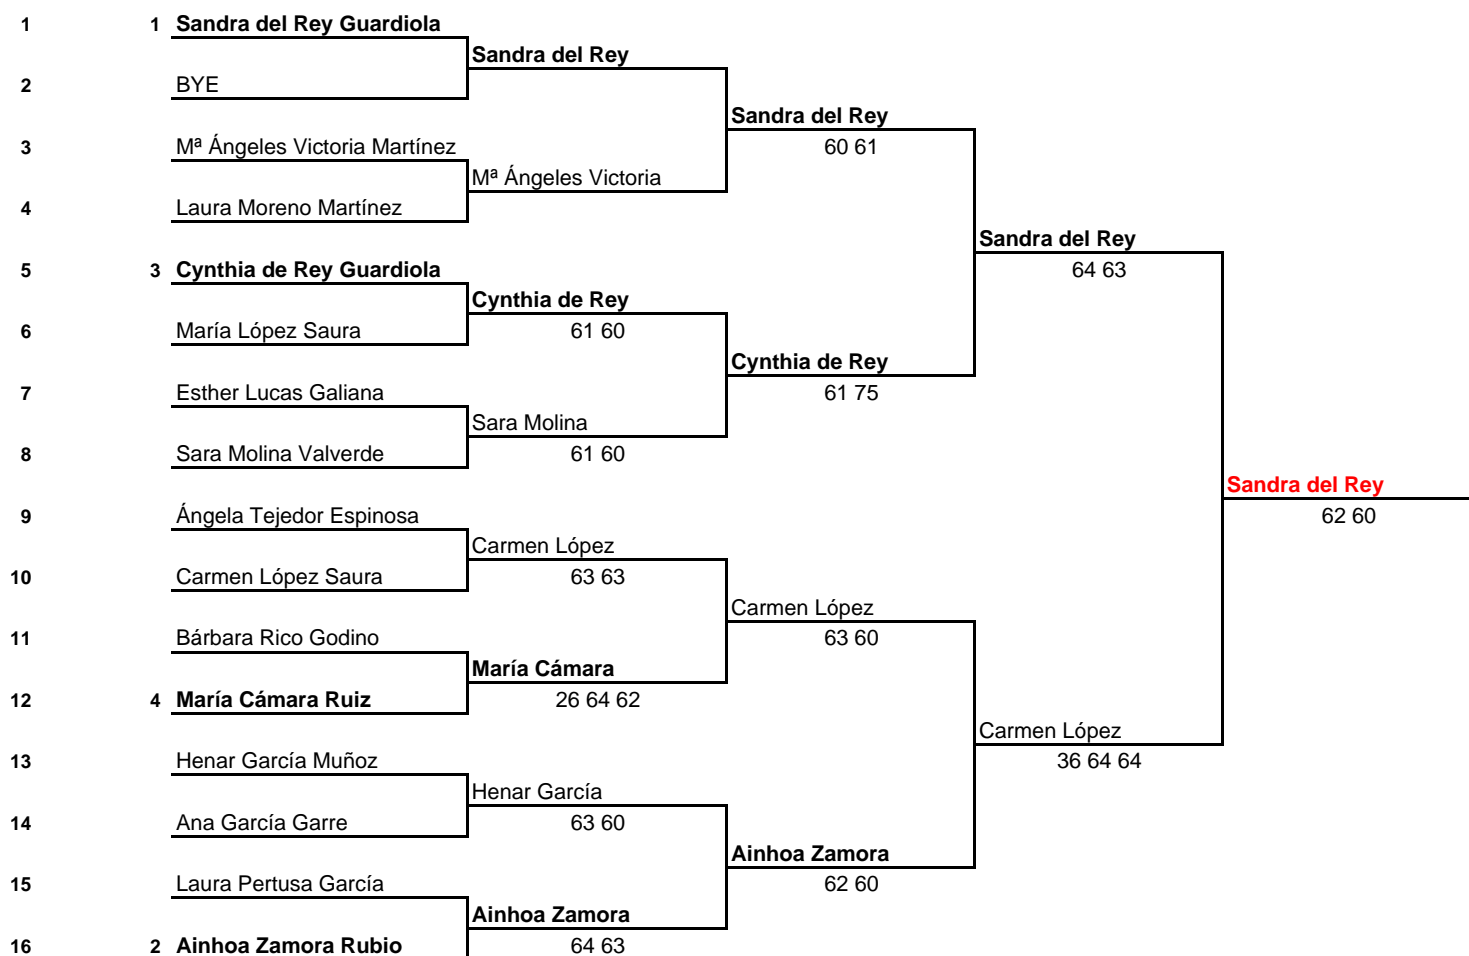 1 1 Sandra del Rey Guardiola
Sandra del Rey
2 BYE
Sandra del Rey
3 Mª Ángeles Victoria Martínez 60 61
Mª Ángeles Victoria
4 Laura Moreno Martínez
Sandra del Rey
5 3 Cynthia de Rey Guardiola 64 63
Cynthia de Rey
6 María López Saura 61 60
Cynthia de Rey
7 Esther Lucas Galiana 61 75
Sara Molina
8 Sara Molina Valverde 61 60
Sandra del Rey
9 Ángela Tejedor Espinosa 62 60
Carmen López
10 Carmen López Saura 63 63
Carmen López
11 Bárbara Rico Godino 63 60
María Cámara
12 4 María Cámara Ruiz 26 64 62
Carmen López
13 Henar García Muñoz 36 64 64
Henar García
14 Ana García Garre 63 60
Ainhoa Zamora
15 Laura Pertusa García 62 60
Ainhoa Zamora
16 2 Ainhoa Zamora Rubio 64 63